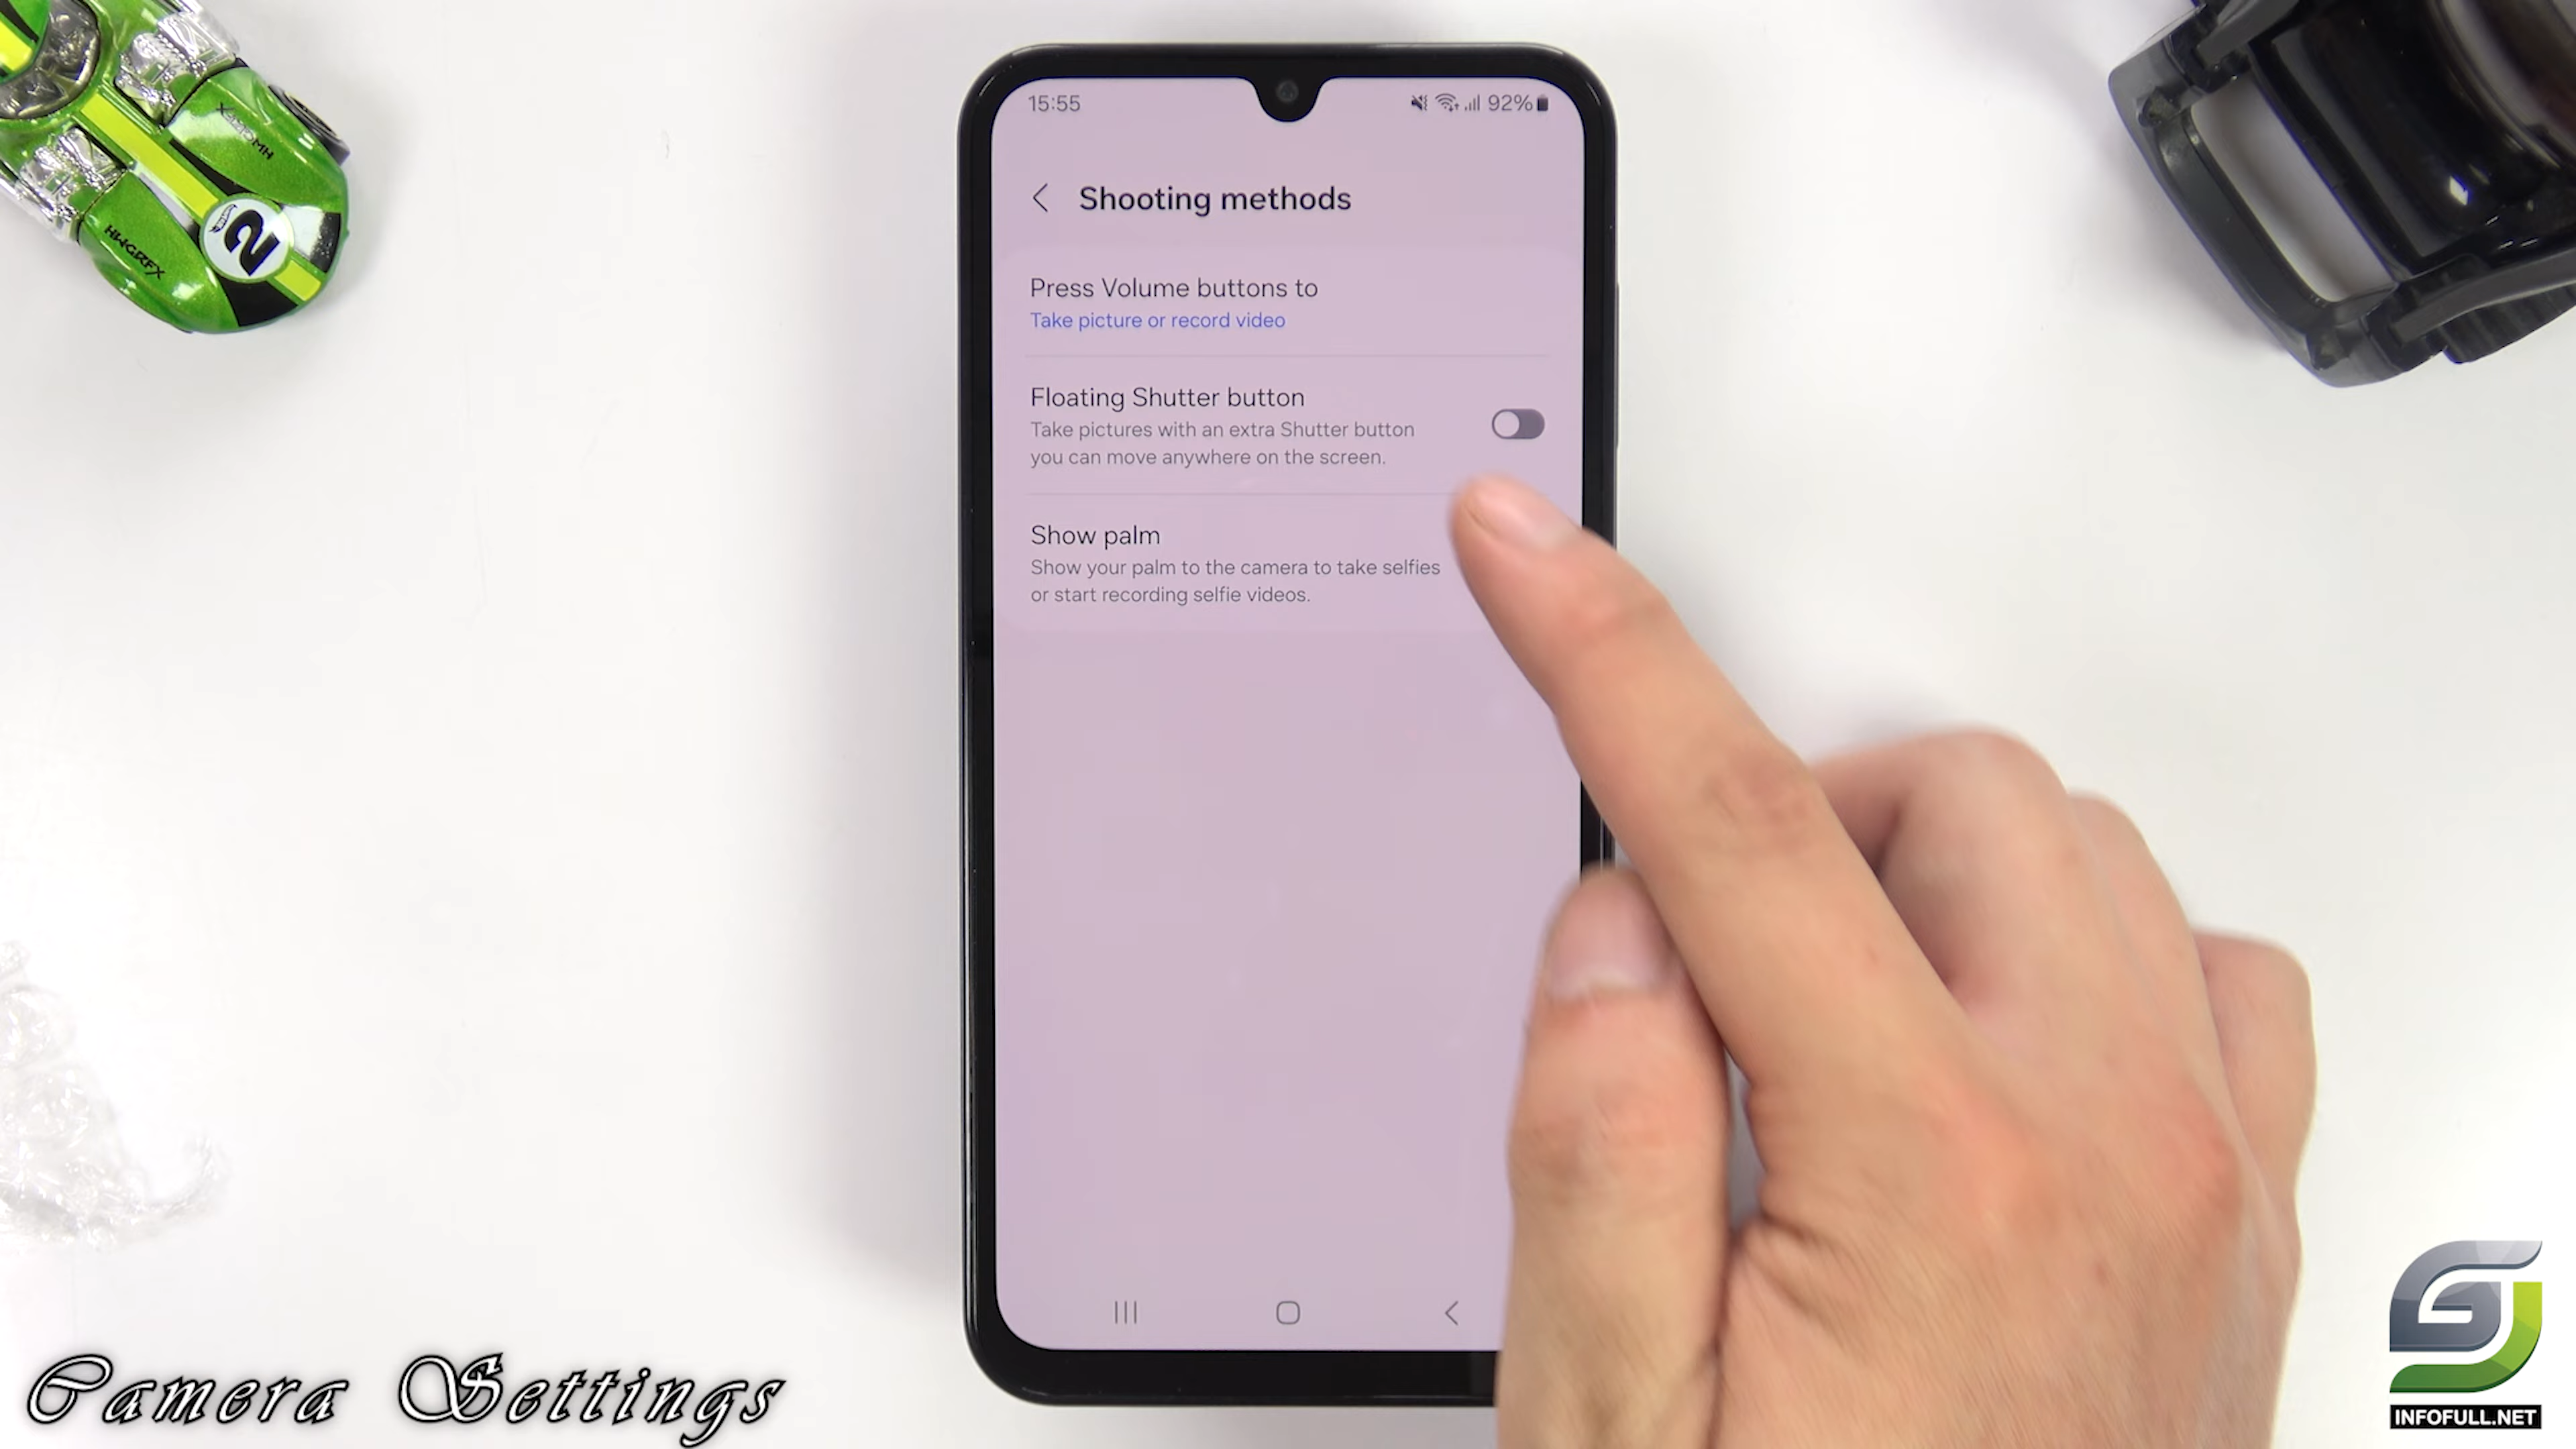 15:55
92%
Shooting methods
Press Volume buttons to
Take picture or record video
Floating Shutter button
Take pictures with an extra Shutter button
you can move anywhere on the screen.
Show palm
Show your palm to the camera to take selfies
or start recording selfie videos.
2
HWGRFX
Camera Settings
INFOFULL.NET